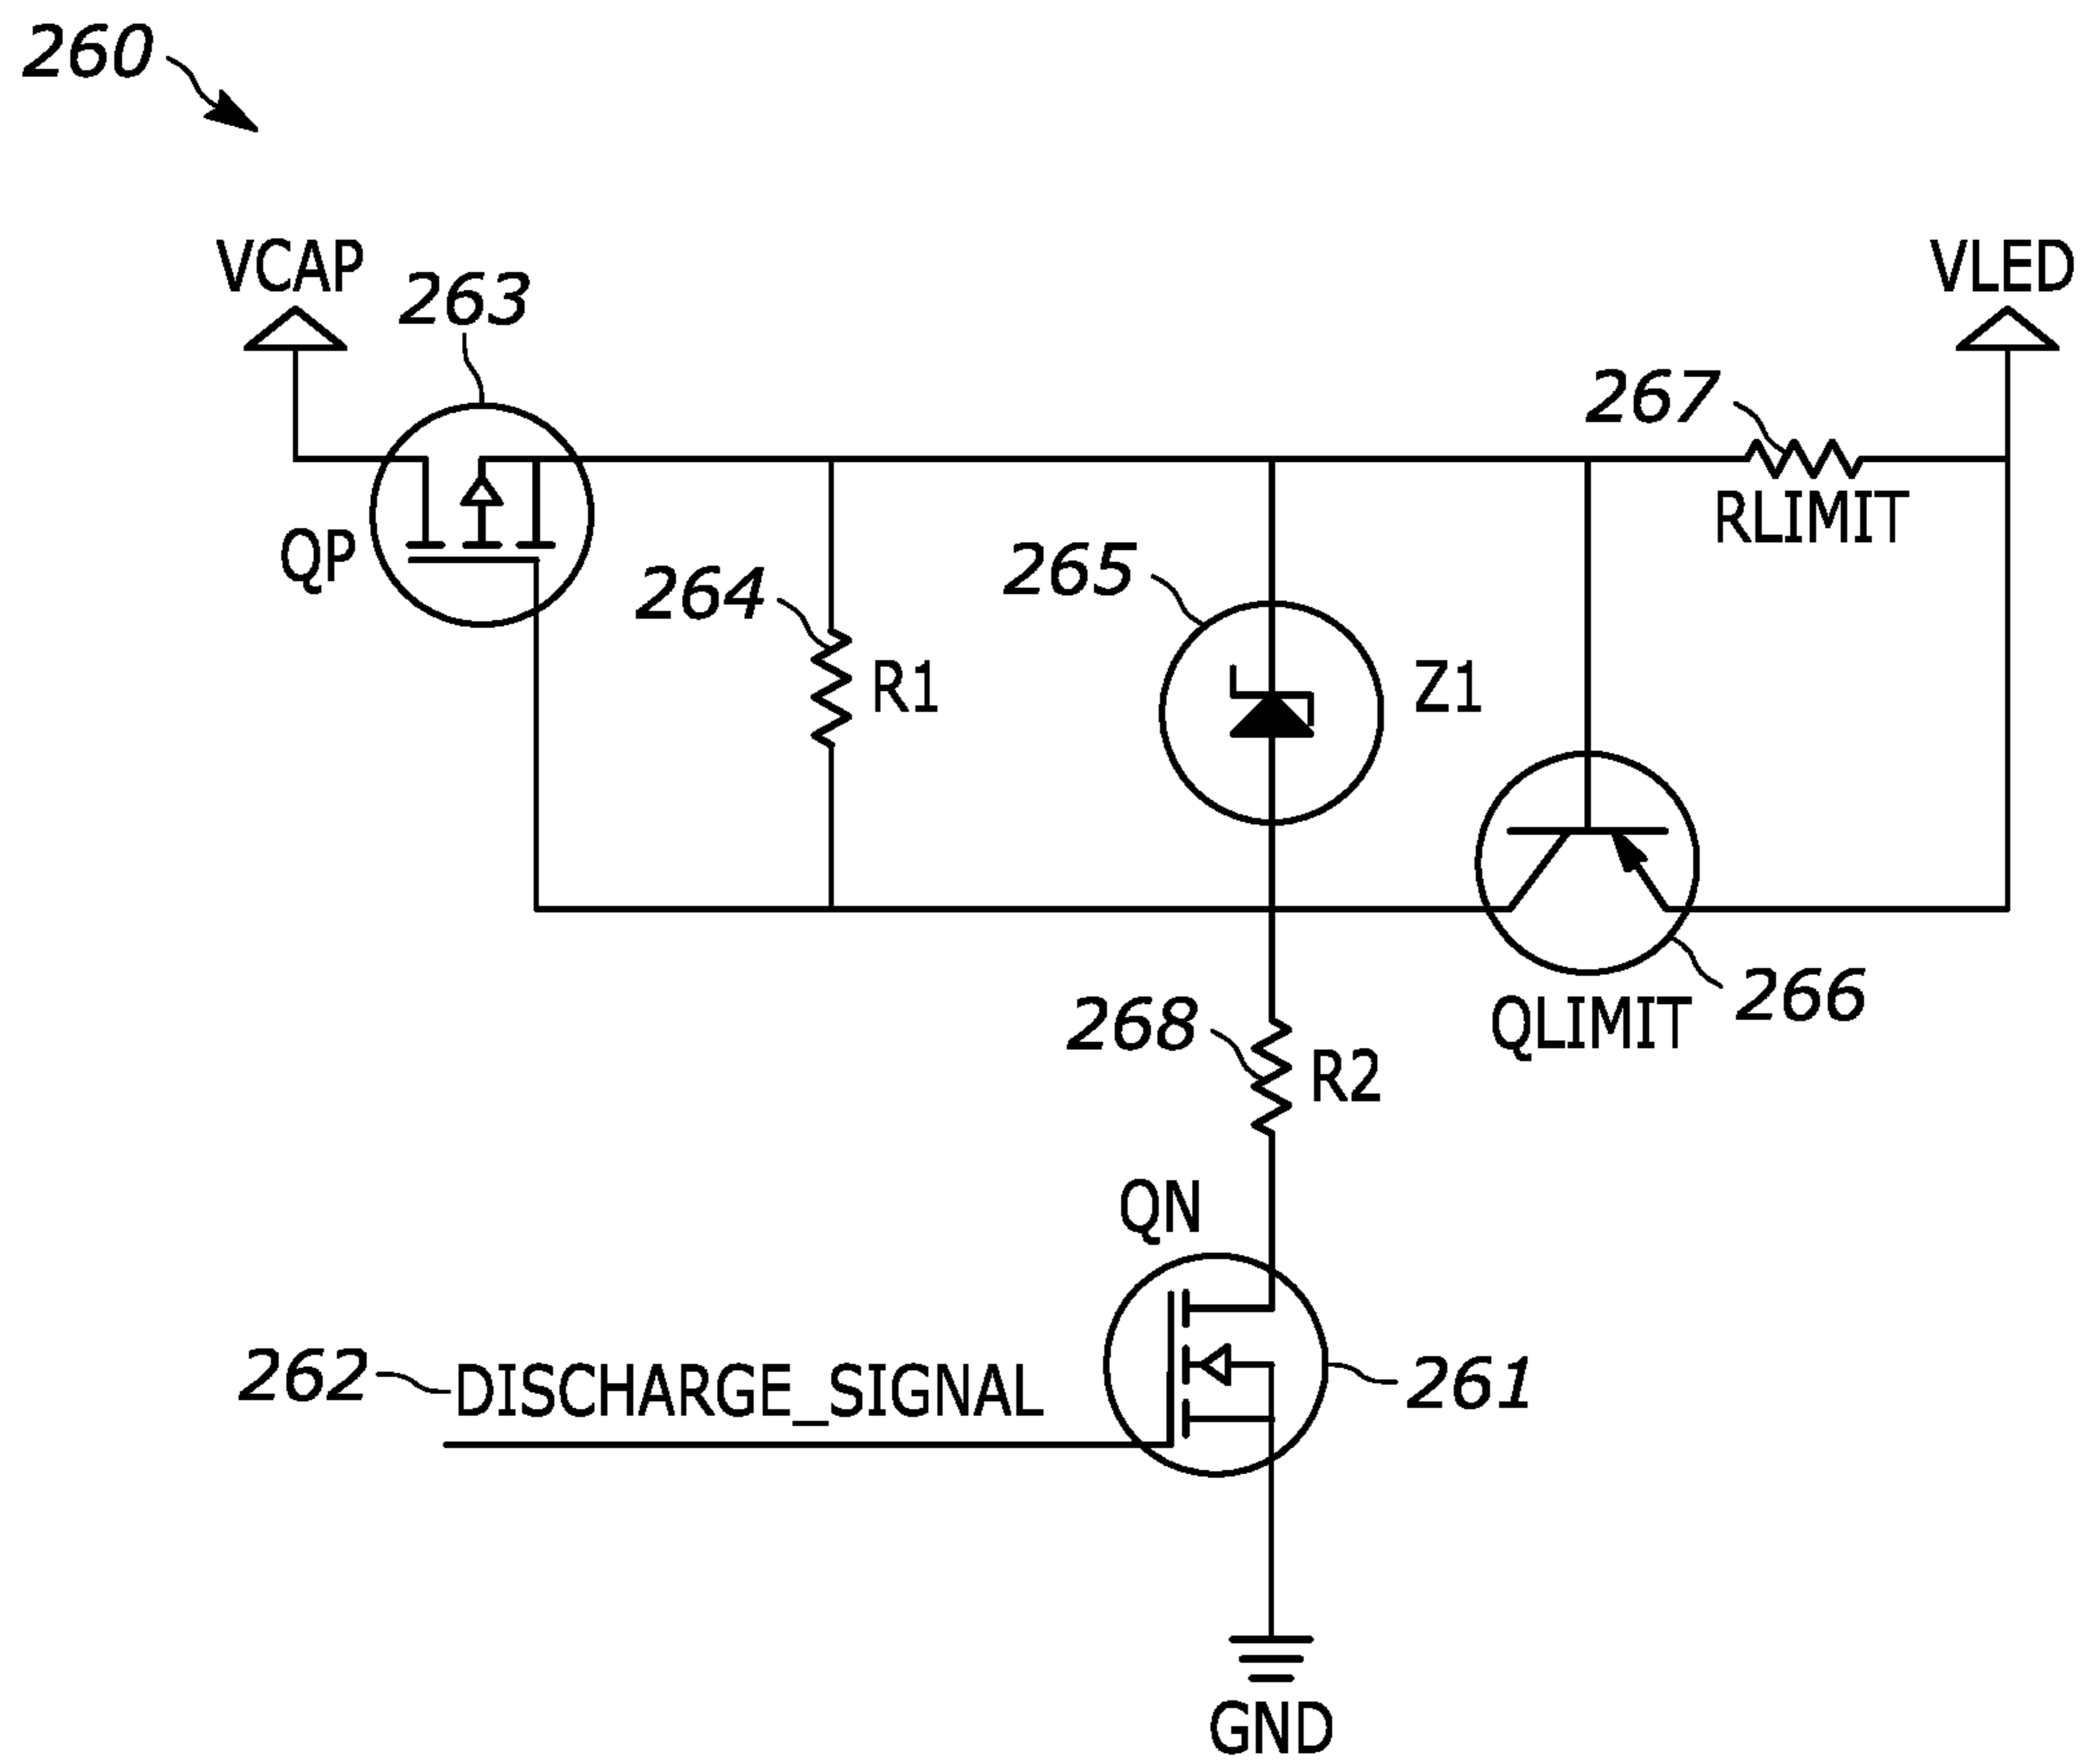 260
VCAP
263
VLED
267
RLIMIT
QP
264
R1
265
Z1
268
R2
QLIMIT
266
QN
262
DISCHARGE_SIGNAL
261
GND